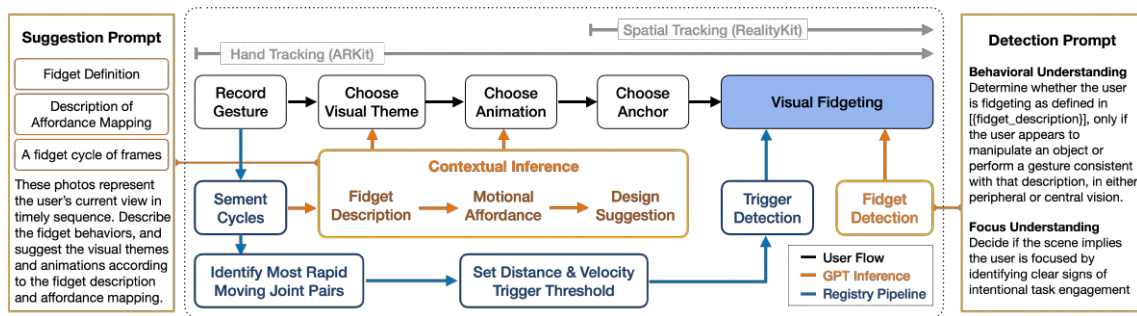 Suggestion Prompt
Fidget Definition
Description of
Affordance Mapping
A fidget cycle of frames
These photos represent
the user's current view in
timely sequence. Describe
the fidget behaviors, and
suggest the visual themes
and animations according
to the fidget description
and affordance mapping.
Spatial Tracking (RealityKit)
Hand Tracking (ARKit)
Record
Gesture
Choose
Visual Theme
Choose
Animation
Choose
Anchor
Visual Fidgeting
Contextual Inference
Sement
Cycles
Fidget
Description
Motional
Affordance
Design
Suggestion
Trigger
Detection
Fidget
Detection
Identify Most Rapid
Moving Joint Pairs
Set Distance & Velocity
Trigger Threshold
User Flow
GPT Inference
Registry Pipeline
Detection Prompt
Behavioral Understanding
Determine whether the user
is fidgeting as defined in
[{fidget_description}], only if
the user appears to
manipulate an object or
perform a gesture consistent
with that description, in either
peripheral or central vision.
Focus Understanding
Decide if the scene implies
the user is focused by
identifying clear signs of
intentional task engagement